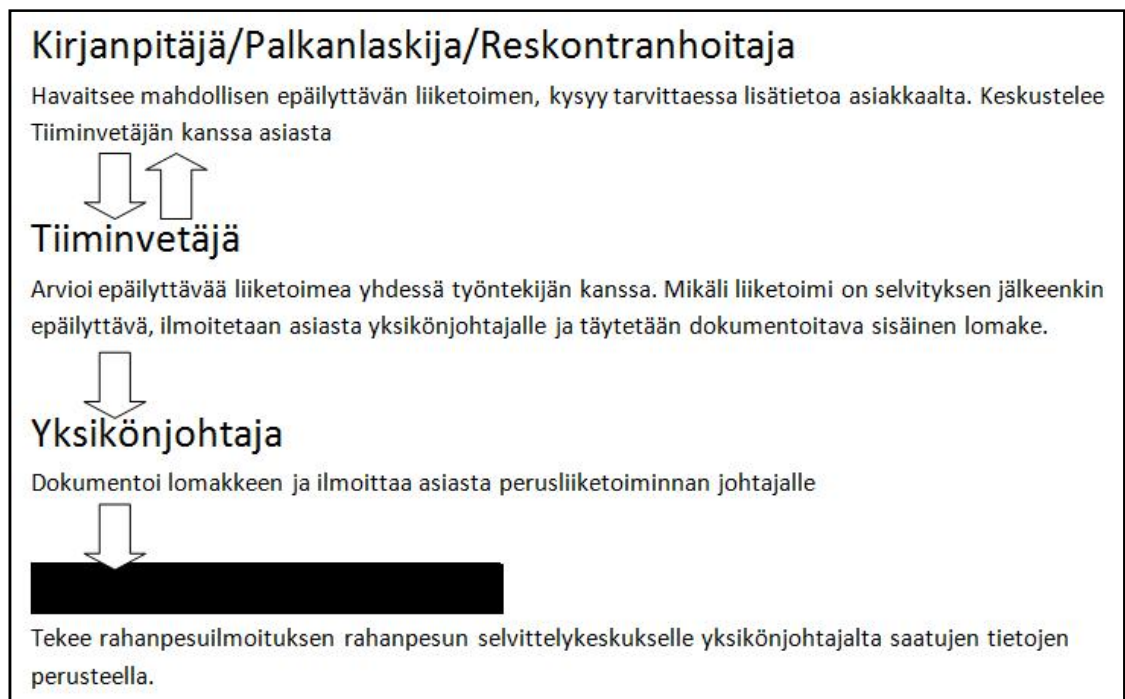 Kirjanpitäjä/Palkanlaskija/Reskontranhoitaja
Havaitsee mahdollisen epäilyttävän liiketoimen, kysyy tarvittaessa lisätietoa asiakkaalta. Keskustelee
Tiiminvetäjän kanssa asiasta
Tiiminvetäjä
Arvioi epäilyttävää liiketoimea yhdessä työntekijän kanssa. Mikäli liiketoimi on selvityksen jälkeenkin
epäilyttävä, ilmoitetaan asiasta yksikönjohtajalle ja täytetään dokumentoitava sisäinen lomake.
Yksikönjohtaja
Dokumentoi lomakkeen ja ilmoittaa asiasta perusliiketoiminnan johtajalle
Tekee rahanpesuilmoituksen rahanpesun selvittelykeskukselle yksikönjohtajalta saatujen tietojen
perusteella.